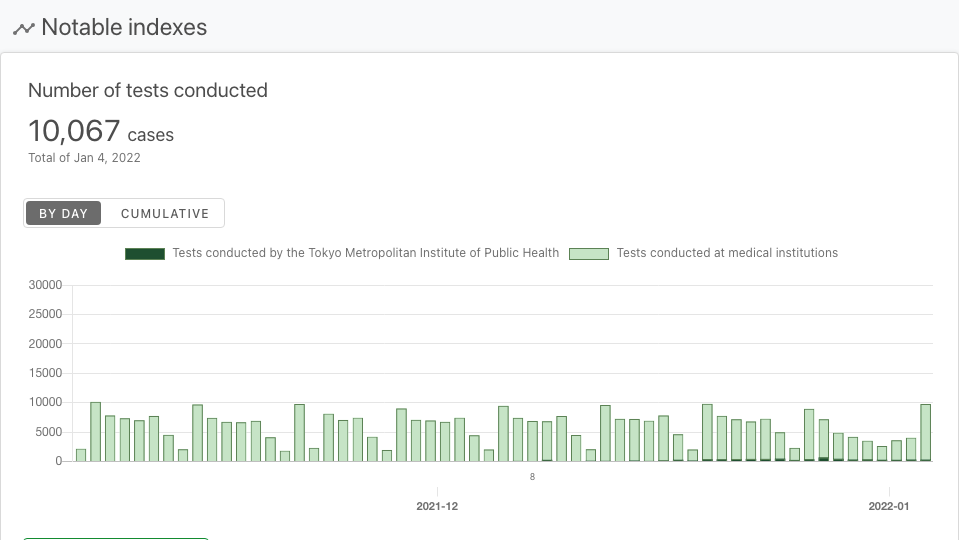 Notable indexes
Number of tests conducted
10,067 cases
Total of Jan 4, 2022
BY DAY CUMULATIVE
Tests conducted by the Tokyo Metropolitan Institute of Public Health Tests conducted at medical institutions
30000
25000
20000
15000
10000
5000
0
8
2021-12 2022-01